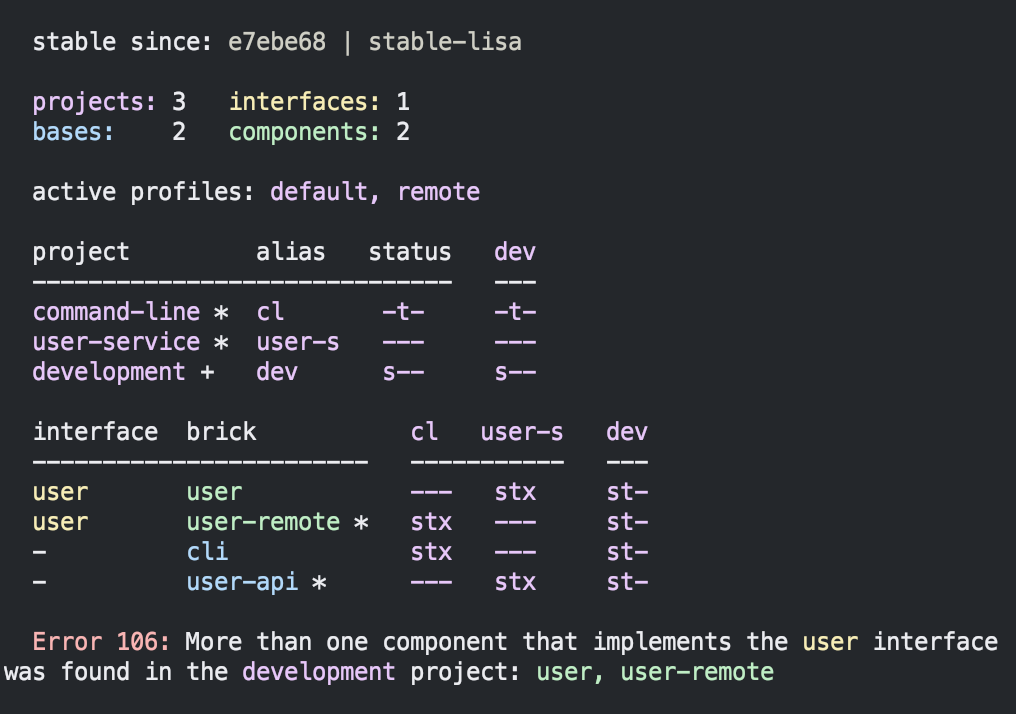 stable since: e7ebe68 | stable-lisa
projects: 3   interfaces: 1
bases:    2   components: 2
active profiles: default, remote
project         alias   status   dev
------------------------------   ---
command-line *  cl       -t-     -t-
user-service *  user-s   ---     ---
development +   dev      s--     s--
interface  brick           cl   user-s   dev
------------------------   -----------   ---
user       user            ---   stx     st-
user       user-remote *   stx   ---     st-
-          cli             stx   ---     st-
-          user-api *      ---   stx     st-
Error 106: More than one component that implements the user interface
was found in the development project: user, user-remote